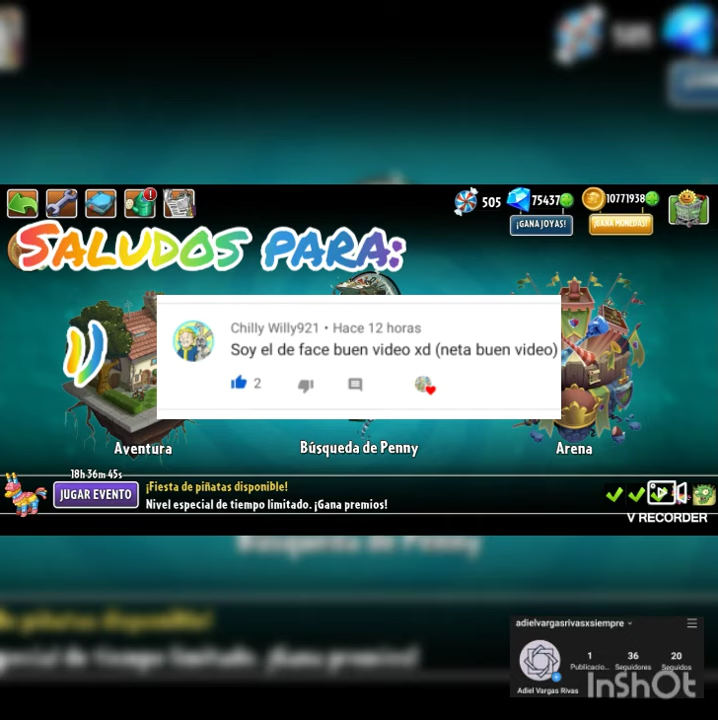 505
75437
10771938
¡GANA JOYAS!
¡GANA MONEDAS!
SALUDOS PARA:
Chilly Willy921 • Hace 12 horas
Soy el de face buen video xd (neta buen video)
2
Aventura
Búsqueda de Penny
Arena
18h 36m 45s
JUGAR EVENTO
¡Fiesta de piñatas disponible!
Nivel especial de tiempo limitado. ¡Gana premios!
V RECORDER
adielvargasrivasxsiempre
1 36 20
Publicacio... Seguidores Seguidos
Adiel Vargas Rivas
InShOt